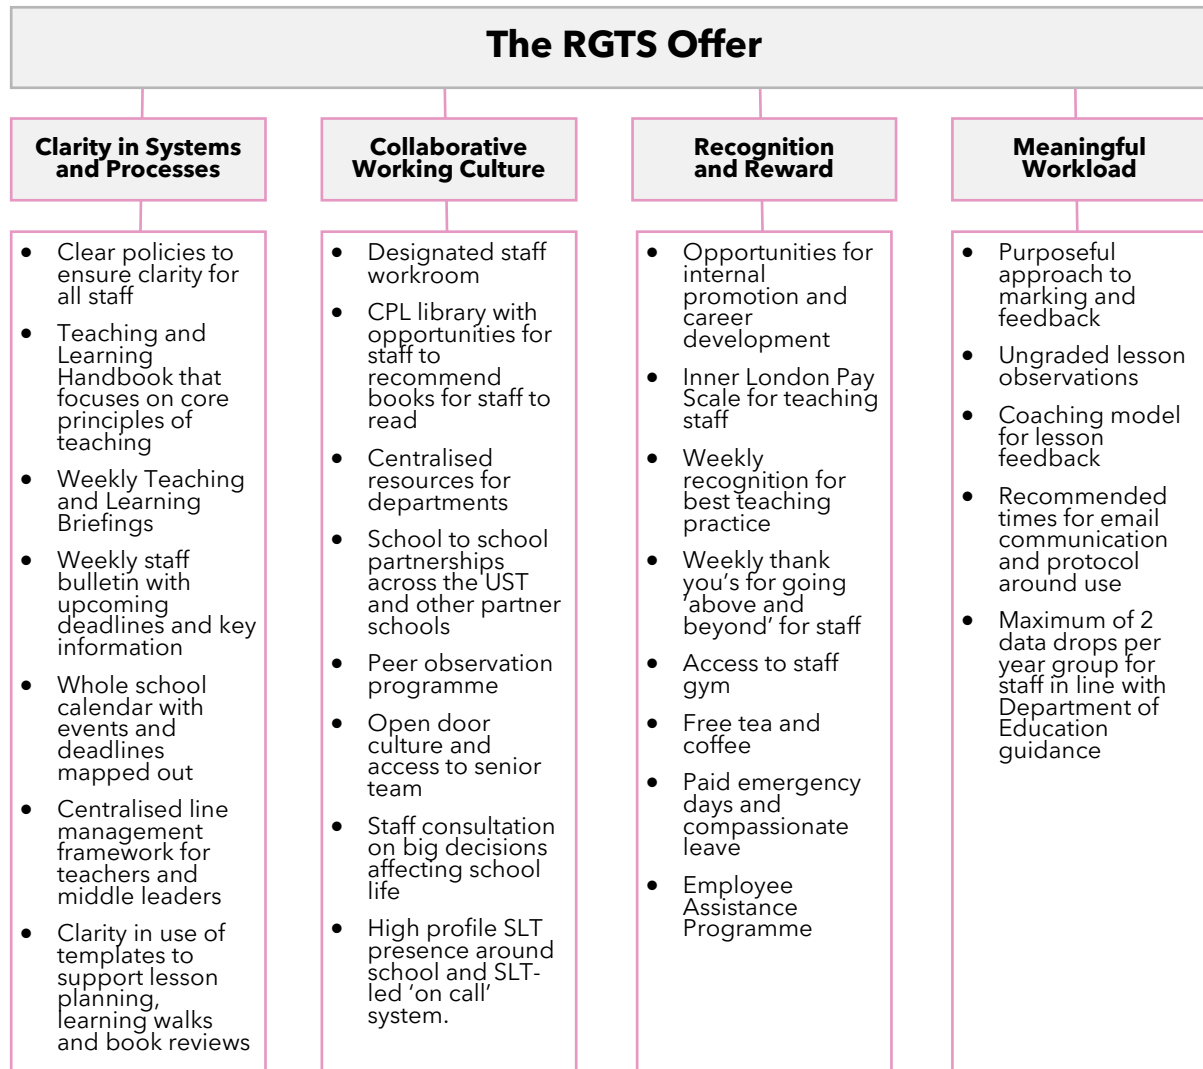 The RGTS Offer
Clarity in Systems
and Processes
• Clear policies to
ensure clarity for
all staff
• Teaching and
Learning
Handbook that
focuses on core
principles of
teaching
• Weekly Teaching
and Learning
Briefings
• Weekly staff
bulletin with
upcoming
deadlines and key
information
• Whole school
calendar with
events and
deadlines
mapped out
• Centralised line
management
framework for
teachers and
middle leaders
• Clarity in use of
templates to
support lesson
planning,
learning walks
and book reviews
Collaborative
Working Culture
• Designated staff
workroom
• CPL library with
opportunities for
staff to
recommend
books for staff to
read
• Centralised
resources for
departments
• School to school
partnerships
across the UST
and other partner
schools
• Peer observation
programme
• Open door
culture and
access to senior
team
• Staff consultation
on big decisions
affecting school
life
• High profile SLT
presence around
school and SLT-
led ‘on call’
system.
Recognition
and Reward
• Opportunities for
internal
promotion and
career
development
• Inner London Pay
Scale for teaching
staff
• Weekly
recognition for
best teaching
practice
• Weekly thank
you’s for going
‘above and
beyond’ for staff
• Access to staff
gym
• Free tea and
coffee
• Paid emergency
days and
compassionate
leave
• Employee
Assistance
Programme
Meaningful
Workload
• Purposeful
approach to
marking and
feedback
• Ungraded lesson
observations
• Coaching model
for lesson
feedback
• Recommended
times for email
communication
and protocol
around use
• Maximum of 2
data drops per
year group for
staff in line with
Department of
Education
guidance